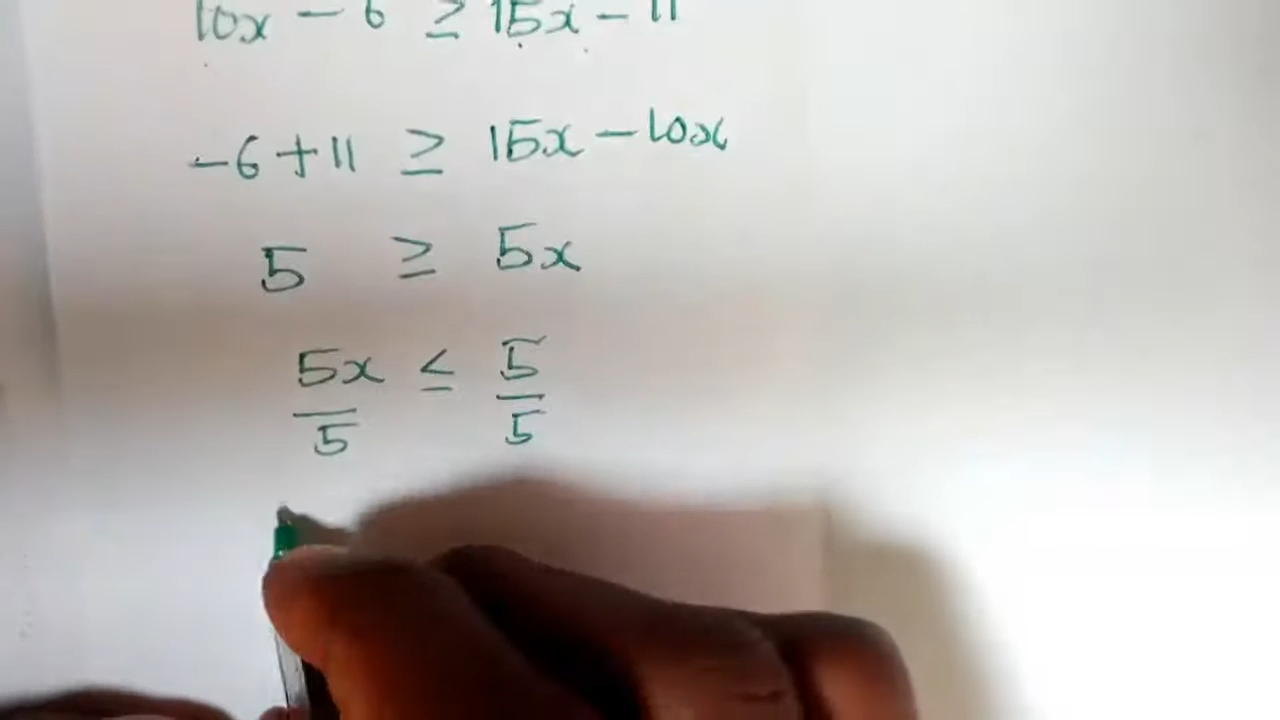 10x - 6 ≥ 15x - 11
-6 + 11 ≥ 15x - 10x
5 ≥ 5x
5x/5 ≤ 5/5